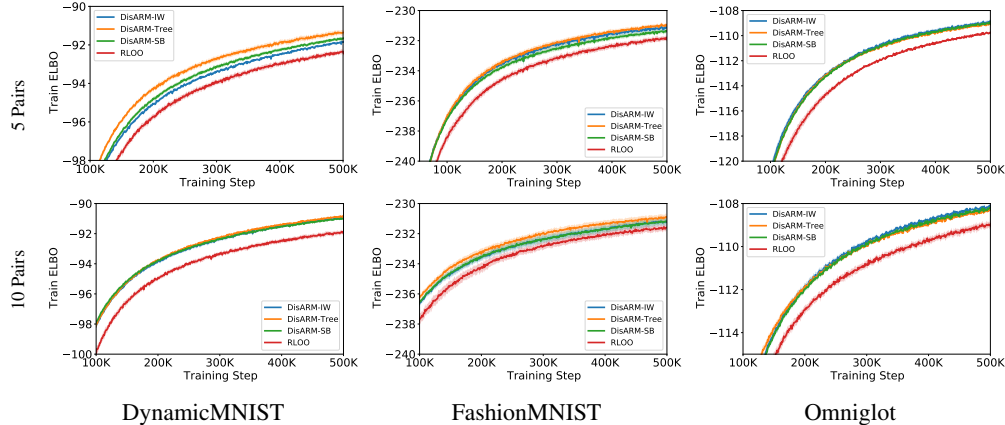 5 Pairs
Train ELBO
−90
−92
−94
−96
−98
DisARM-IW
DisARM-Tree
DisARM-SB
RLOO
200K
300K
400K
500K
Training Step
Train ELBO
−230
−232
−234
−236
−238
−240
DisARM-IW
DisARM-Tree
DisARM-SB
RLOO
100K
200K
300K
400K
500K
Training Step
Train ELBO
−108
−110
−112
−114
−116
−118
−120
DisARM-IW
DisARM-Tree
DisARM-SB
RLOO
100K
200K
300K
400K
500K
Training Step
10 Pairs
Train ELBO
−90
−92
−94
−96
−98
−100
DisARM-IW
DisARM-Tree
DisARM-SB
RLOO
100K
200K
300K
400K
500K
Training Step
Train ELBO
−230
−232
−234
−236
−238
−240
DisARM-IW
DisARM-Tree
DisARM-SB
RLOO
100K
200K
300K
400K
500K
Training Step
Train ELBO
−108
−110
−112
−114
DisARM-IW
DisARM-Tree
DisARM-SB
RLOO
100K
200K
300K
400K
500K
Training Step
DynamicMNIST
FashionMNIST
Omniglot